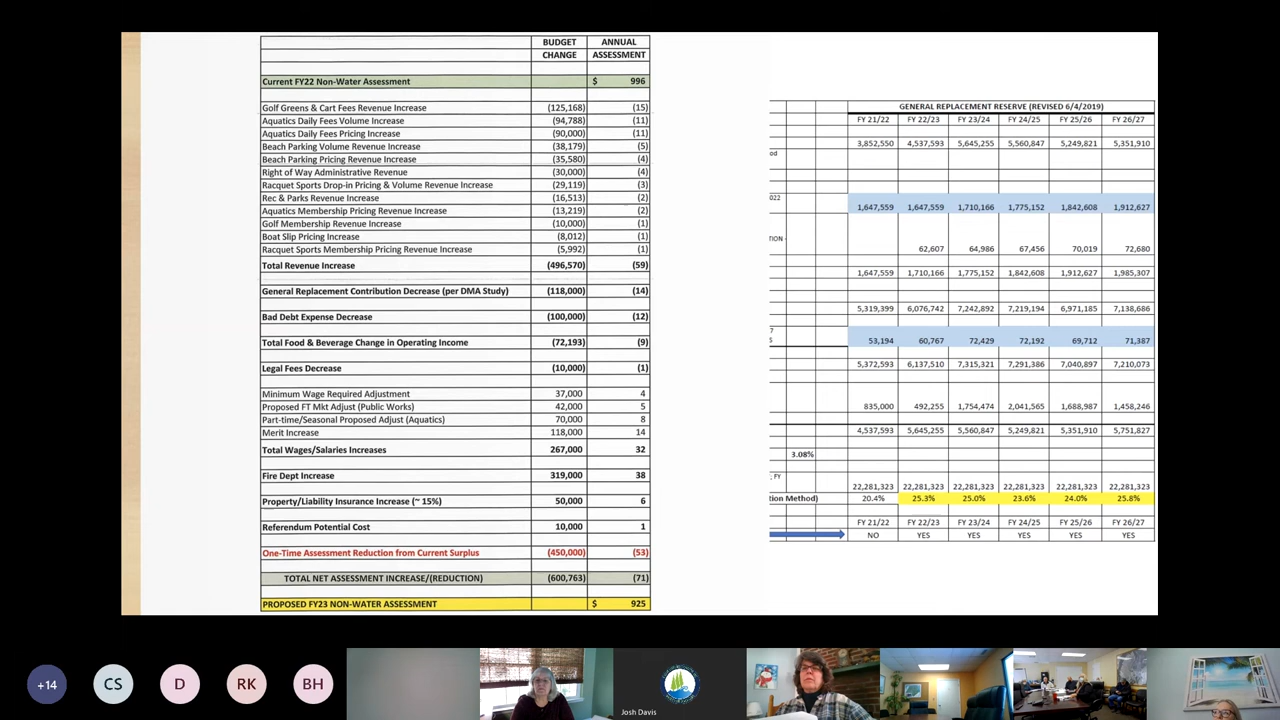 BUDGET ANNUAL
CHANGE ASSESSMENT
Current FY22 Non-Water Assessment $ 996
Golf Greens & Cart Fees Revenue Increase (125,168) (15)
Aquatics Daily Fees Volume Increase (94,788) (11)
Aquatics Daily Fees Pricing Increase (90,000) (11)
Beach Parking Volume Revenue Increase (38,179) (5)
Beach Parking Pricing Revenue Increase (35,580) (4)
Right of Way Administrative Revenue (30,000) (4)
Racquet Sports Drop-in Pricing & Volume Revenue Increase (29,119) (3)
Rec & Parks Revenue Increase (16,513) (2)
Aquatics Membership Pricing Revenue Increase (13,219) (2)
Golf Membership Revenue Increase (10,000) (1)
Boat Slip Pricing Increase (8,012) (1)
Racquet Sports Membership Pricing Revenue Increase (5,992) (1)
Total Revenue Increase (496,570) (59)
General Replacement Contribution Decrease (per DMA Study) (118,000) (14)
Bad Debt Expense Decrease (100,000) (12)
Total Food & Beverage Change in Operating Income (72,193) (9)
Legal Fees Decrease (10,000) (1)
Minimum Wage Required Adjustment 37,000 4
Proposed FT Mkt Adjust (Public Works) 42,000 5
Part-time/Seasonal Proposed Adjust (Aquatics) 70,000 8
Merit Increase 118,000 14
Total Wages/Salaries Increases 267,000 32
Fire Dept Increase 319,000 38
Property/Liability Insurance Increase (~ 15%) 50,000 6
Referendum Potential Cost 10,000 1
One-Time Assessment Reduction from Current Surplus (450,000) (53)
TOTAL NET ASSESSMENT INCREASE/(REDUCTION) (600,763) (71)
PROPOSED FY23 NON-WATER ASSESSMENT $ 925
GENERAL REPLACEMENT RESERVE (REVISED 6/4/2019)
FY 21/22 FY 22/23 FY 23/24 FY 24/25 FY 25/26 FY 26/27
3,852,550 4,537,593 5,645,255 5,560,847 5,249,821 5,351,910
od
2022
1,647,559 1,647,559 1,710,166 1,775,152 1,842,608 1,912,627
TION
62,607 64,986 67,456 70,019 72,680
1,647,559 1,710,166 1,775,152 1,842,608 1,912,627 1,985,307
5,319,399 6,076,742 7,242,892 7,219,194 6,971,185 7,138,686
7
53,194 60,767 72,429 72,192 69,712 71,387
5,372,593 6,137,510 7,315,321 7,291,386 7,040,897 7,210,073
835,000 492,255 1,754,474 2,041,565 1,688,987 1,458,246
4,537,593 5,645,255 5,560,847 5,249,821 5,351,910 5,751,827
3.08%
; FY
22,281,323 22,281,323 22,281,323 22,281,323 22,281,323 22,281,323
tion Method) 20.4% 25.3% 25.0% 23.6% 24.0% 25.8%
FY 21/22 FY 22/23 FY 23/24 FY 24/25 FY 25/26 FY 26/27
NO YES YES YES YES YES
+14 CS D RK BH
Josh Davis